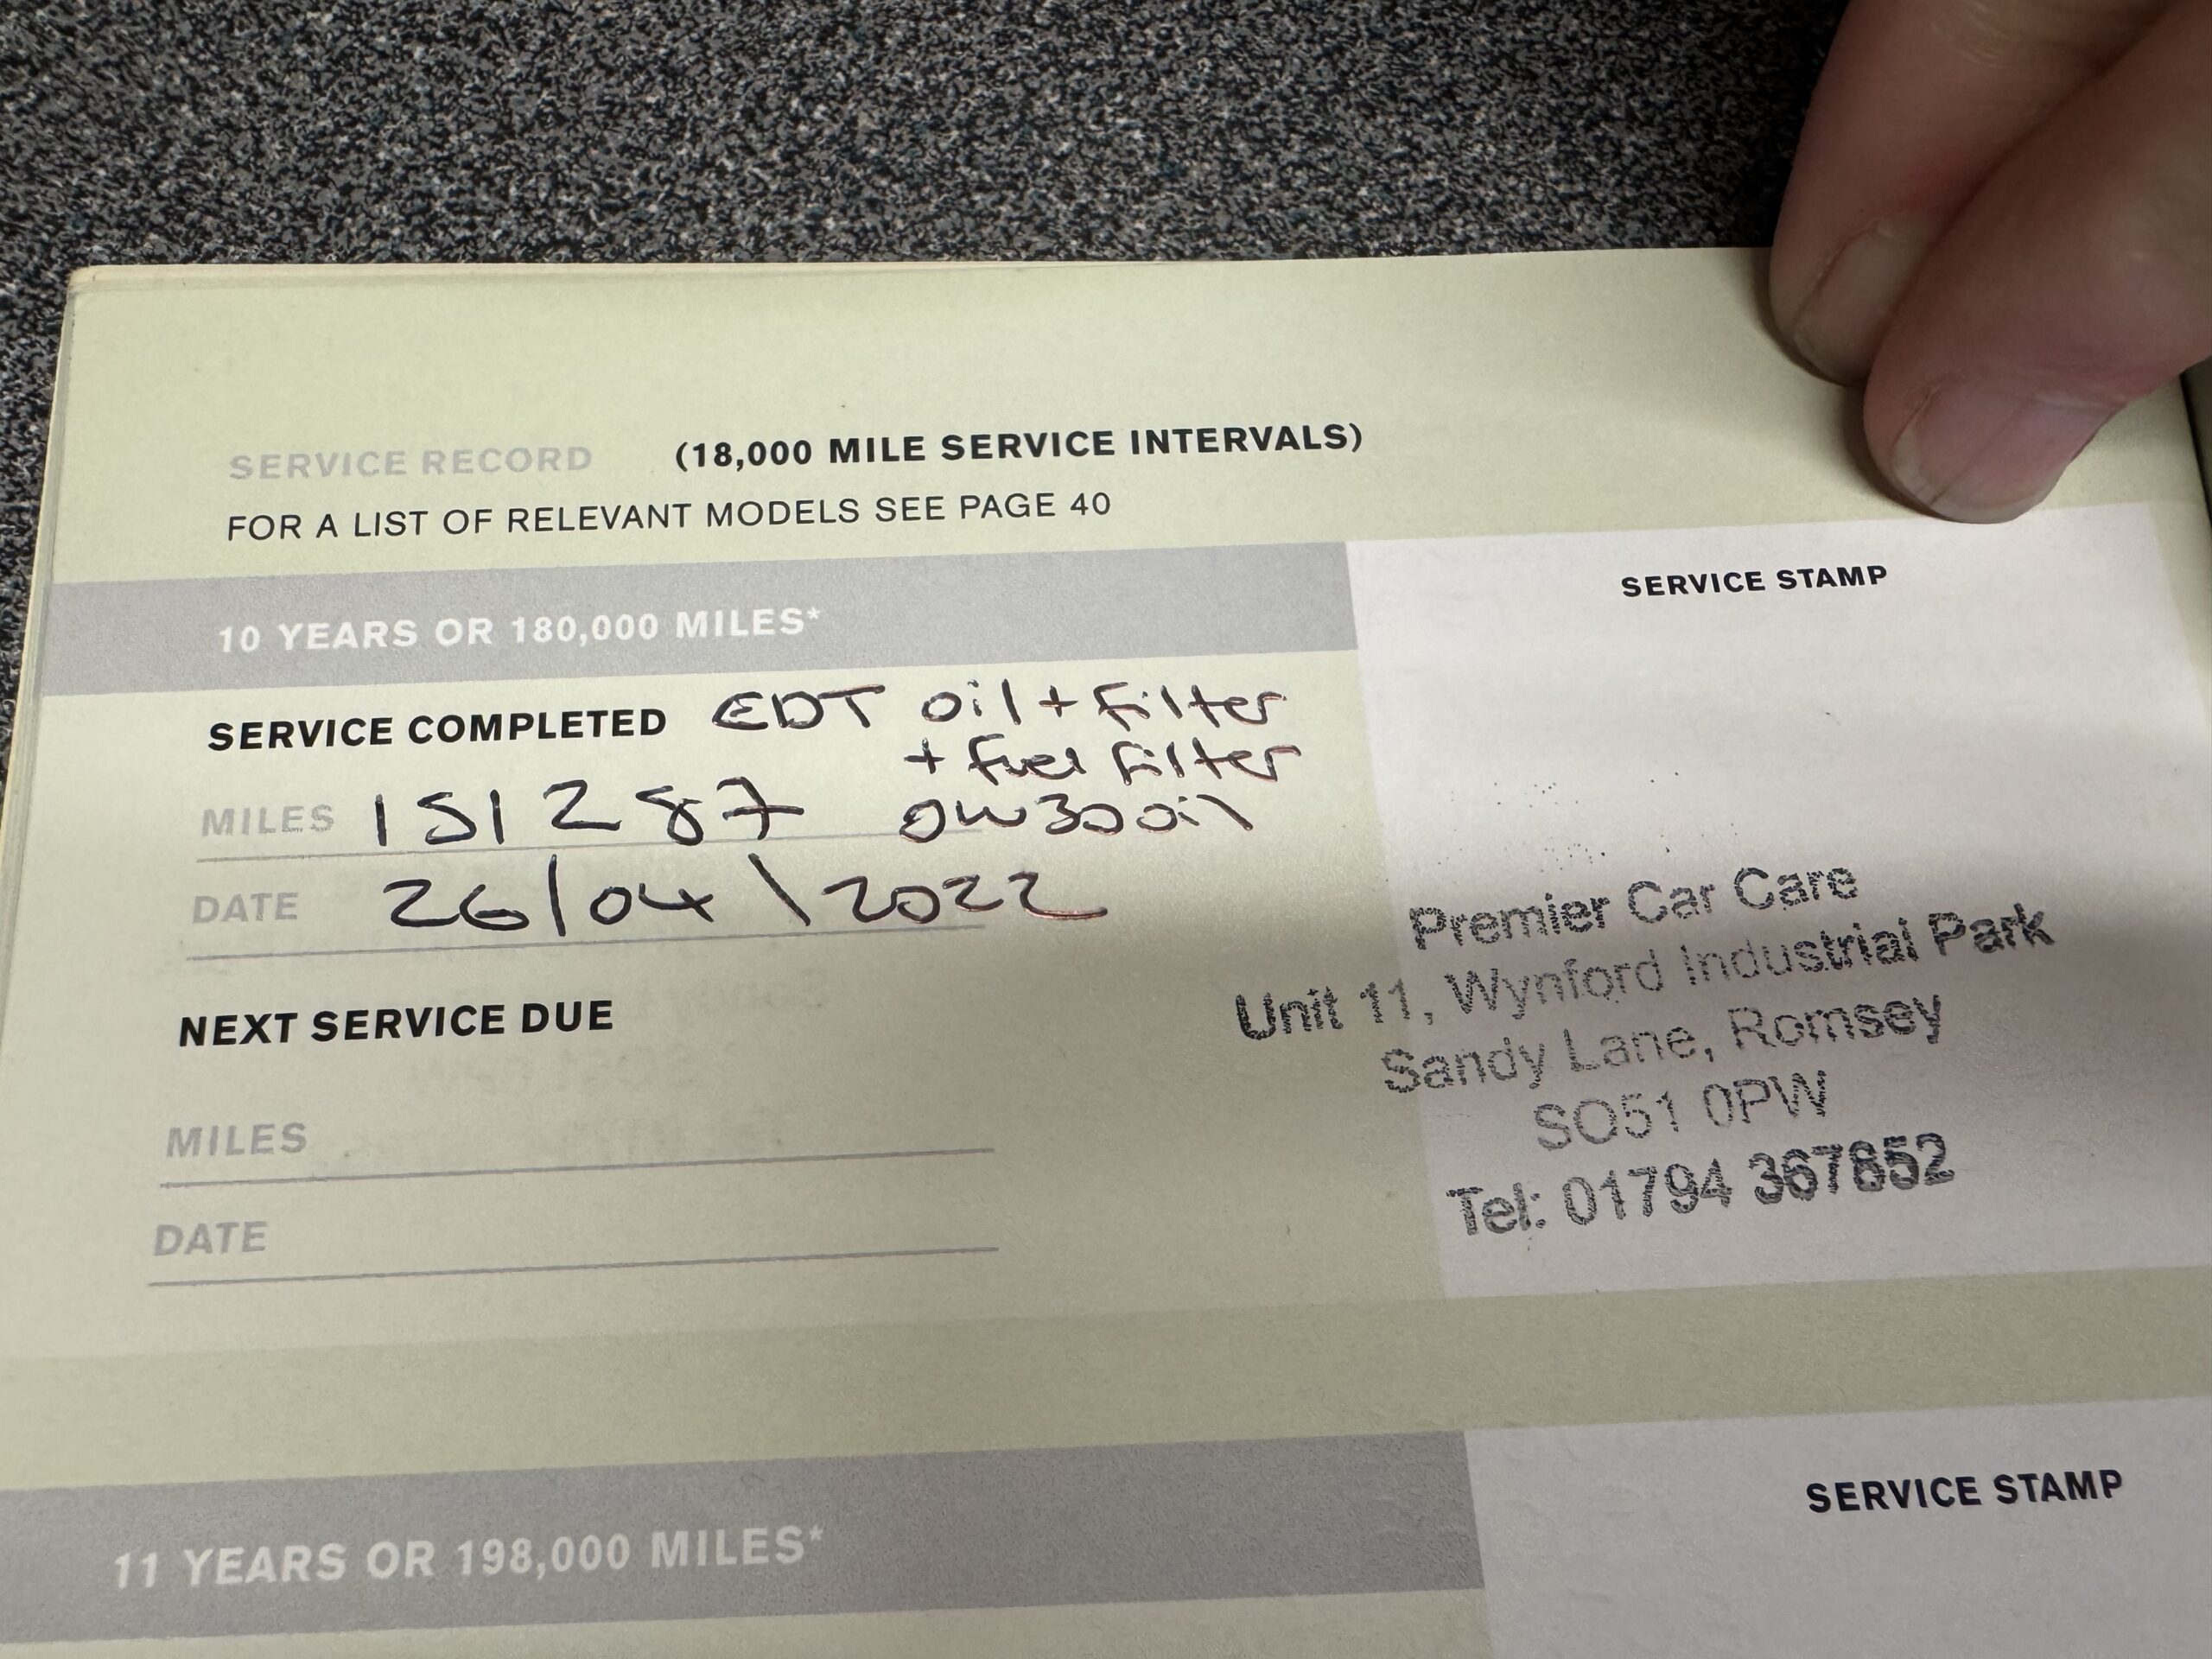 SERVICE RECORD (18,000 MILE SERVICE INTERVALS)
FOR A LIST OF RELEVANT MODELS SEE PAGE 40
10 YEARS OR 180,000 MILES*
SERVICE STAMP
SERVICE COMPLETED EDT oil + filter
+ fuel filter
MILES 151287 0w30 oil
DATE 26/04\2022
NEXT SERVICE DUE
MILES
DATE
Premier Car Care
Unit 11, Wynford Industrial Park
Sandy Lane, Romsey
SO51 0PW
Tel: 01794 367652
11 YEARS OR 198,000 MILES*
SERVICE STAMP